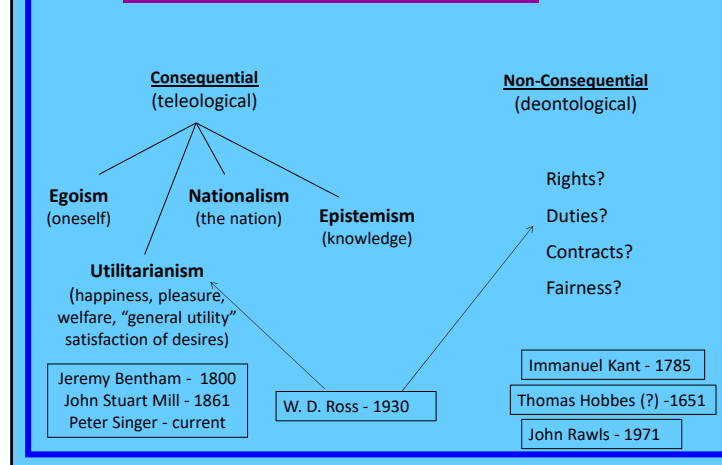 Consequential
(teleological)
Non-Consequential
(deontological)
Egoism
(oneself)
Nationalism
(the nation)
Epistemism
(knowledge)
Utilitarianism
(happiness, pleasure,
welfare, “general utility”
satisfaction of desires)
Rights?
Duties?
Contracts?
Fairness?
Jeremy Bentham - 1800
John Stuart Mill - 1861
Peter Singer - current
W. D. Ross - 1930
Immanuel Kant - 1785
Thomas Hobbes (?) -1651
John Rawls - 1971